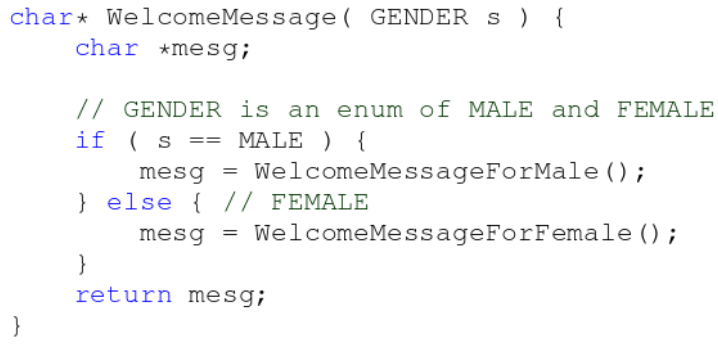 char* WelcomeMessage( GENDER s ) {
    char *mesg;

    // GENDER is an enum of MALE and FEMALE
    if ( s == MALE ) {
        mesg = WelcomeMessageForMale();
    } else { // FEMALE
        mesg = WelcomeMessageForFemale();
    }
    return mesg;
}